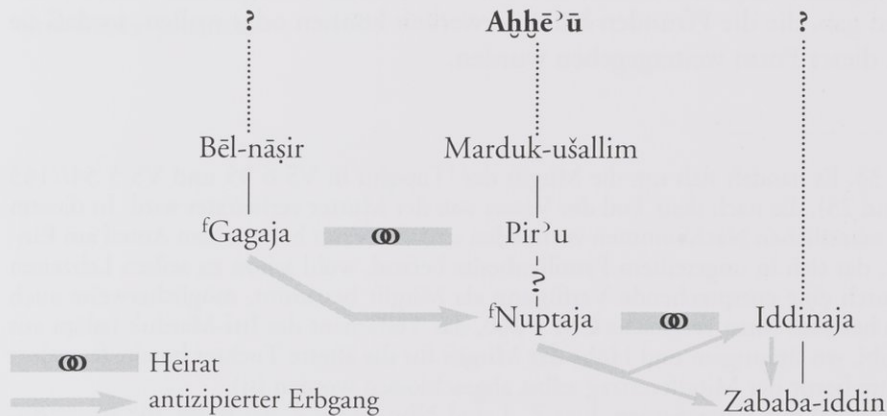 ? Aḫḫēʾū ?
Bēl-nāṣir Marduk-ušallim
ᶠGagaja Pirʾu
?
ᶠNuptaja Iddinaja
Heirat
antizipierter Erbgang Zababa-iddin